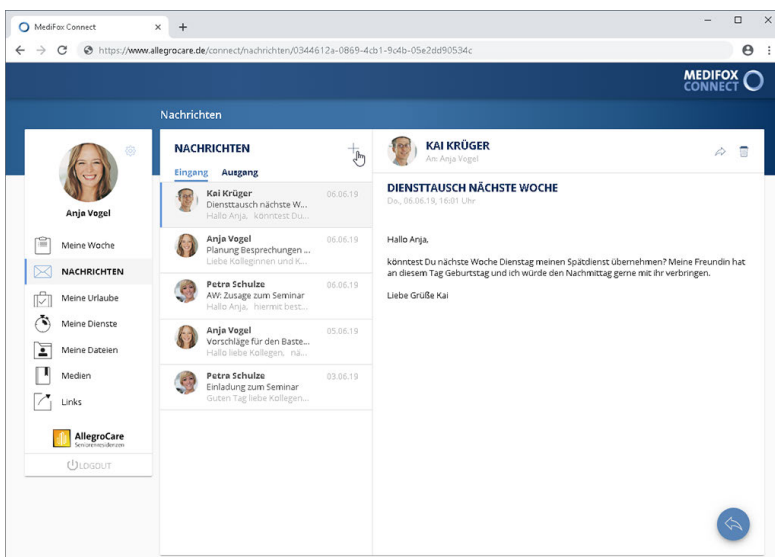 MediFox Connect
https://www.allegrocare.de/connect/nachrichten/0344612a-0869-4cb1-9c4b-05e2dd90534c
MEDIFOX
CONNECT
Nachrichten
Anja Vogel
Meine Woche
NACHRICHTEN
Meine Urlaube
Meine Dienste
Meine Dateien
Medien
Links
AllegroCare
Seniorenresidenzen
LOGOUT
NACHRICHTEN
Eingang Ausgang
Kai Krüger 06.06.19
Diensttausch nächste W...
Hallo Anja, könntest Du...
Anja Vogel 06.06.19
Planung Besprechungen ...
Liebe Kolleginnen und K...
Petra Schulze 06.06.19
AW: Zusage zum Seminar
Hallo Anja, hiermit best...
Anja Vogel 05.06.19
Vorschläge für den Baste...
Hallo liebe Kollegen, na...
Petra Schulze 03.06.19
Einladung zum Seminar
Guten Tag liebe Kollegen...
KAI KRÜGER
An: Anja Vogel
DIENSTTAUSCH NÄCHSTE WOCHE
Do., 06.06.19, 16:01 Uhr
Hallo Anja,
könntest Du nächste Woche Dienstag meinen Spätdienst übernehmen? Meine Freundin hat
an diesem Tag Geburtstag und ich würde den Nachmittag gerne mit ihr verbringen.
Liebe Grüße Kai